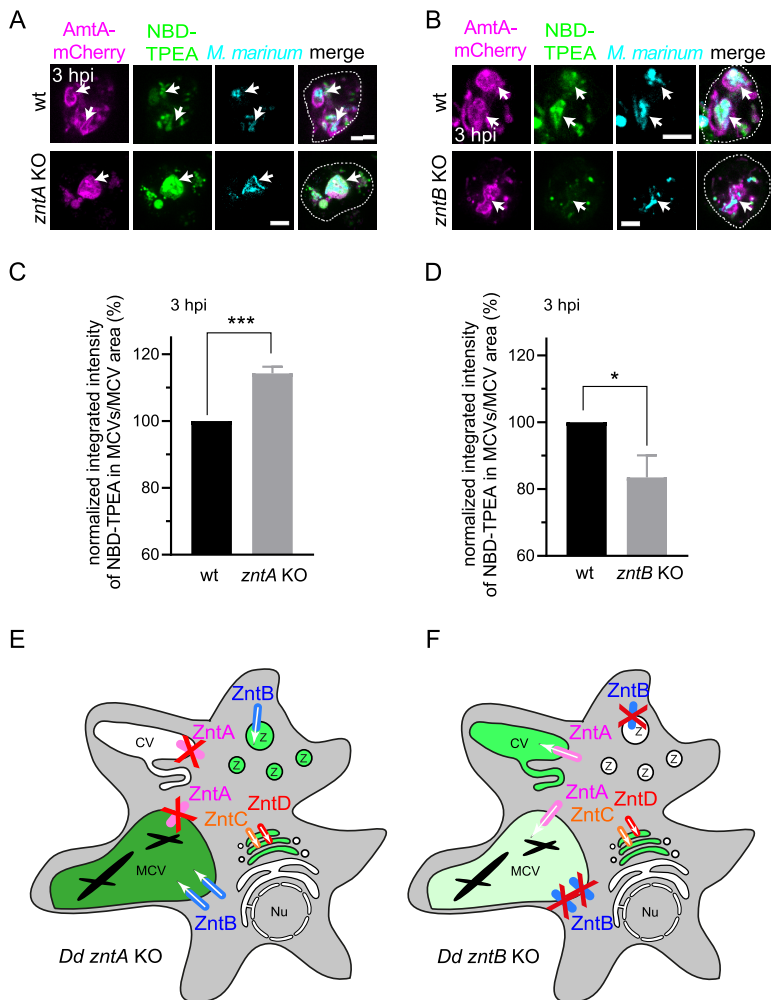 A
AmtA-mCherry
NBD-TPEA
M. marinum
merge
3 hpi
wt
zntA KO
B
AmtA-mCherry
NBD-TPEA
M. marinum
merge
wt
3 hpi
zntB KO
C
3 hpi
normalized integrated intensity
of NBD-TPEA in MCVs/MCV area (%)
***
120
100
80
60
wt
zntA KO
D
3 hpi
normalized integrated intensity
of NBD-TPEA in MCVs/MCV area (%)
*
120
100
80
60
wt
zntB KO
E
ZntB
CV
ZntA
Z
Z
Z
Z
ZntA
ZntD
ZntC
MCV
ZntB
Nu
Dd zntA KO
F
ZntB
CV
ZntA
Z
Z
Z
Z
ZntA
ZntD
ZntC
MCV
ZntB
Nu
Dd zntB KO